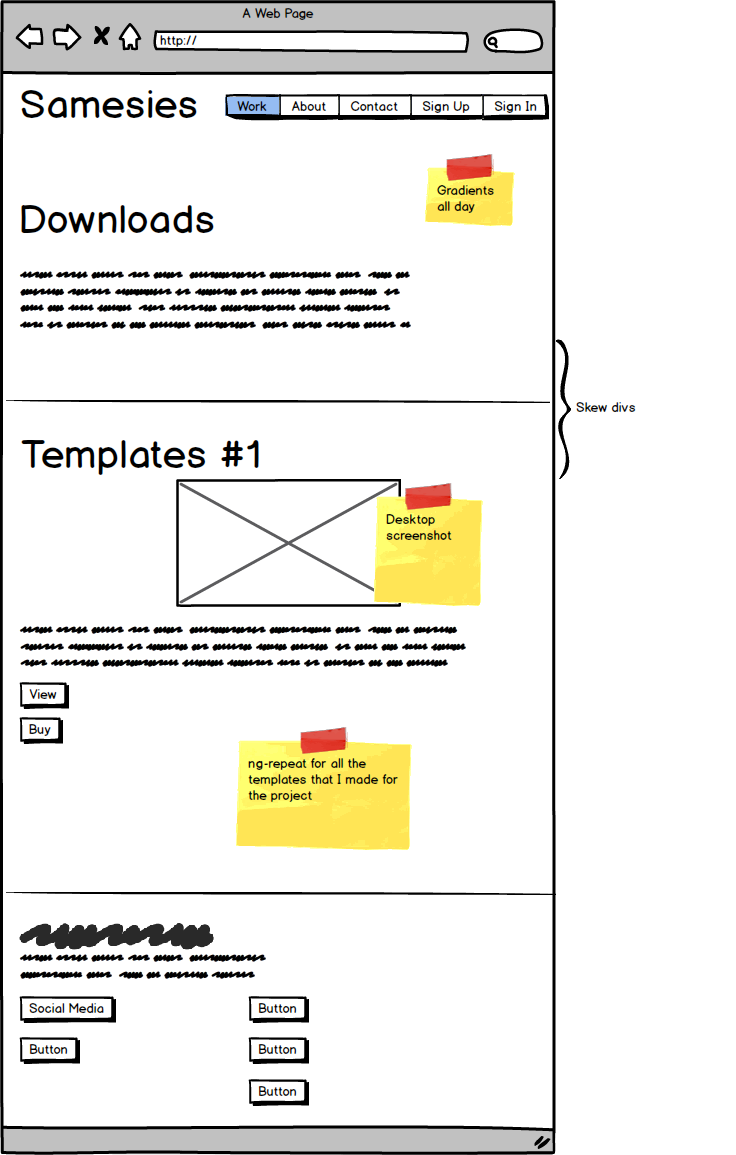 A Web Page
http://
Samesies
Work About Contact Sign Up Sign In
Gradients
all day
Downloads
Skew divs
Templates #1
Desktop
screenshot
View
Buy
ng-repeat for all the
templates that I made for
the project
Social Media Button
Button Button
Button